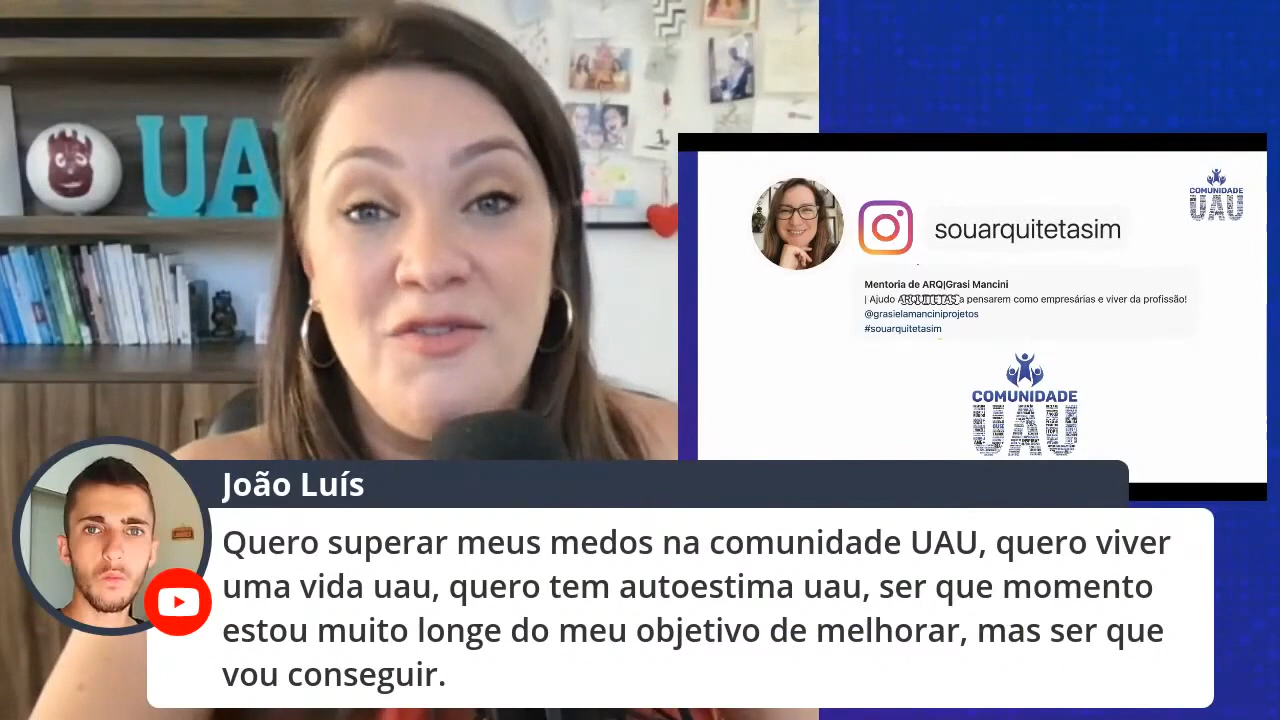 UA
COMUNIDADE
UAU
souarquitetasim
Mentoria de ARQ|Grasi Mancini
| Ajudo ARQUITETAS a pensarem como empresárias e viver da profissão!
@grasielamanciniprojetos
#souarquitetasim
COMUNIDADE
UAU
João Luís
Quero superar meus medos na comunidade UAU, quero viver
uma vida uau, quero tem autoestima uau, ser que momento
estou muito longe do meu objetivo de melhorar, mas ser que
vou conseguir.